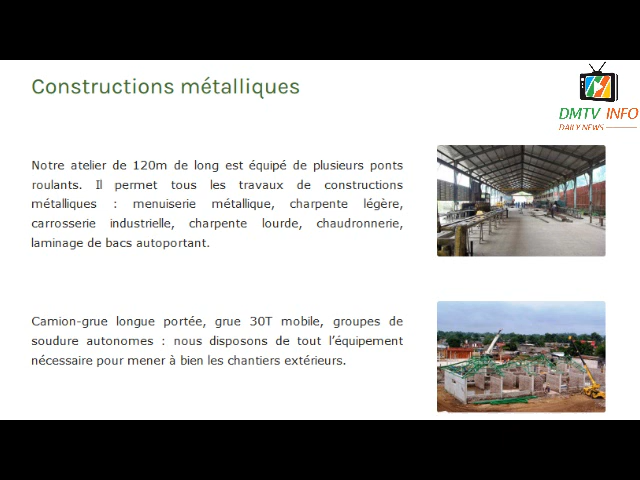 Constructions métalliques
DMTV INFO
DAILY NEWS
Notre atelier de 120m de long est équipé de plusieurs ponts
roulants. Il permet tous les travaux de constructions
métalliques : menuiserie métallique, charpente légère,
carrosserie industrielle, charpente lourde, chaudronnerie,
laminage de bacs autoportant.
Camion-grue longue portée, grue 30T mobile, groupes de
soudure autonomes : nous disposons de tout l’équipement
nécessaire pour mener à bien les chantiers extérieurs.